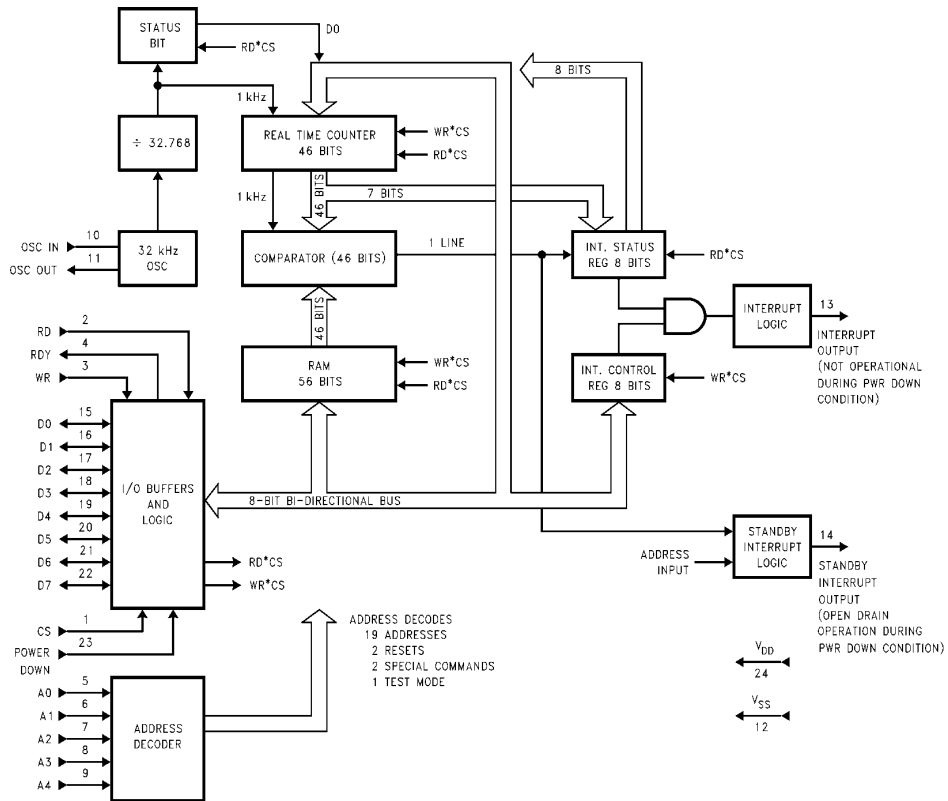 STATUS
BIT
D0
RD*CS
8 BITS
1 kHz
÷ 32.768
REAL TIME COUNTER
46 BITS
WR*CS
RD*CS
1 kHz
46 BITS
7 BITS
OSC IN
10
OSC OUT
11
32 kHz
OSC
COMPARATOR (46 BITS)
1 LINE
INT. STATUS
REG 8 BITS
RD*CS
46 BITS
INTERRUPT
LOGIC
13
INTERRUPT
OUTPUT
(NOT OPERATIONAL
DURING PWR DOWN
CONDITION)
RD
2
RDY
4
WR
3
RAM
56 BITS
WR*CS
RD*CS
INT. CONTROL
REG 8 BITS
WR*CS
D0
15
D1
16
D2
17
D3
18
D4
19
D5
20
D6
21
D7
22
I/O BUFFERS
AND
LOGIC
8-BIT BI-DIRECTIONAL BUS
RD*CS
WR*CS
ADDRESS
INPUT
STANDBY
INTERRUPT
LOGIC
14
STANDBY
INTERRUPT
OUTPUT
(OPEN DRAIN
OPERATION DURING
PWR DOWN CONDITION)
CS
1
POWER
DOWN
23
ADDRESS DECODES
19 ADDRESSES
2 RESETS
2 SPECIAL COMMANDS
1 TEST MODE
VDD
24
VSS
12
A0
5
A1
6
A2
7
A3
8
A4
9
ADDRESS
DECODER